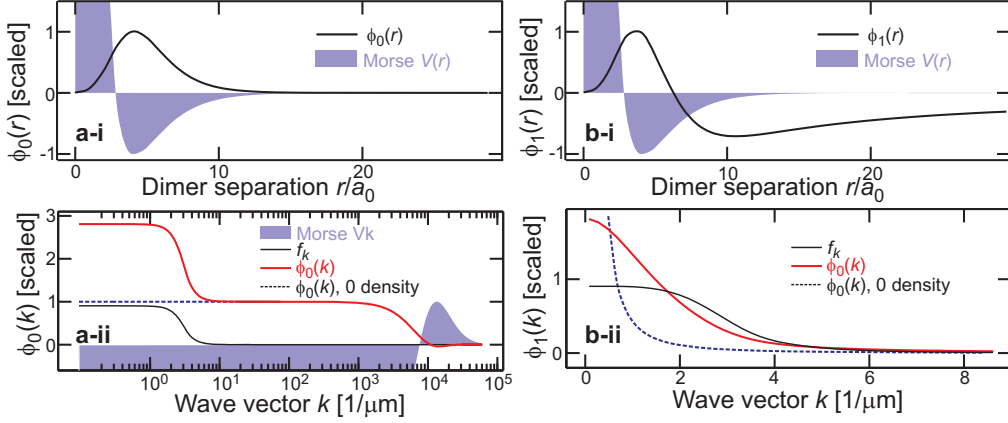 ϕ0(r) [scaled]
1
0
-1
ϕ0(r)
Morse V(r)
a-i
0
10
20
Dimer separation r/a0
ϕ1(r) [scaled]
1
0
-1
ϕ1(r)
Morse V(r)
b-i
0
10
20
Dimer separation r/a0
ϕ0(k) [scaled]
3
2
1
0
Morse Vk
fk
ϕ0(k)
ϕ0(k), 0 density
a-ii
10^0
10^1
10^2
10^3
10^4
10^5
Wave vector k [1/μm]
ϕ1(k) [scaled]
1
0
fk
ϕ0(k)
ϕ0(k), 0 density
b-ii
0
2
4
6
8
Wave vector k [1/μm]